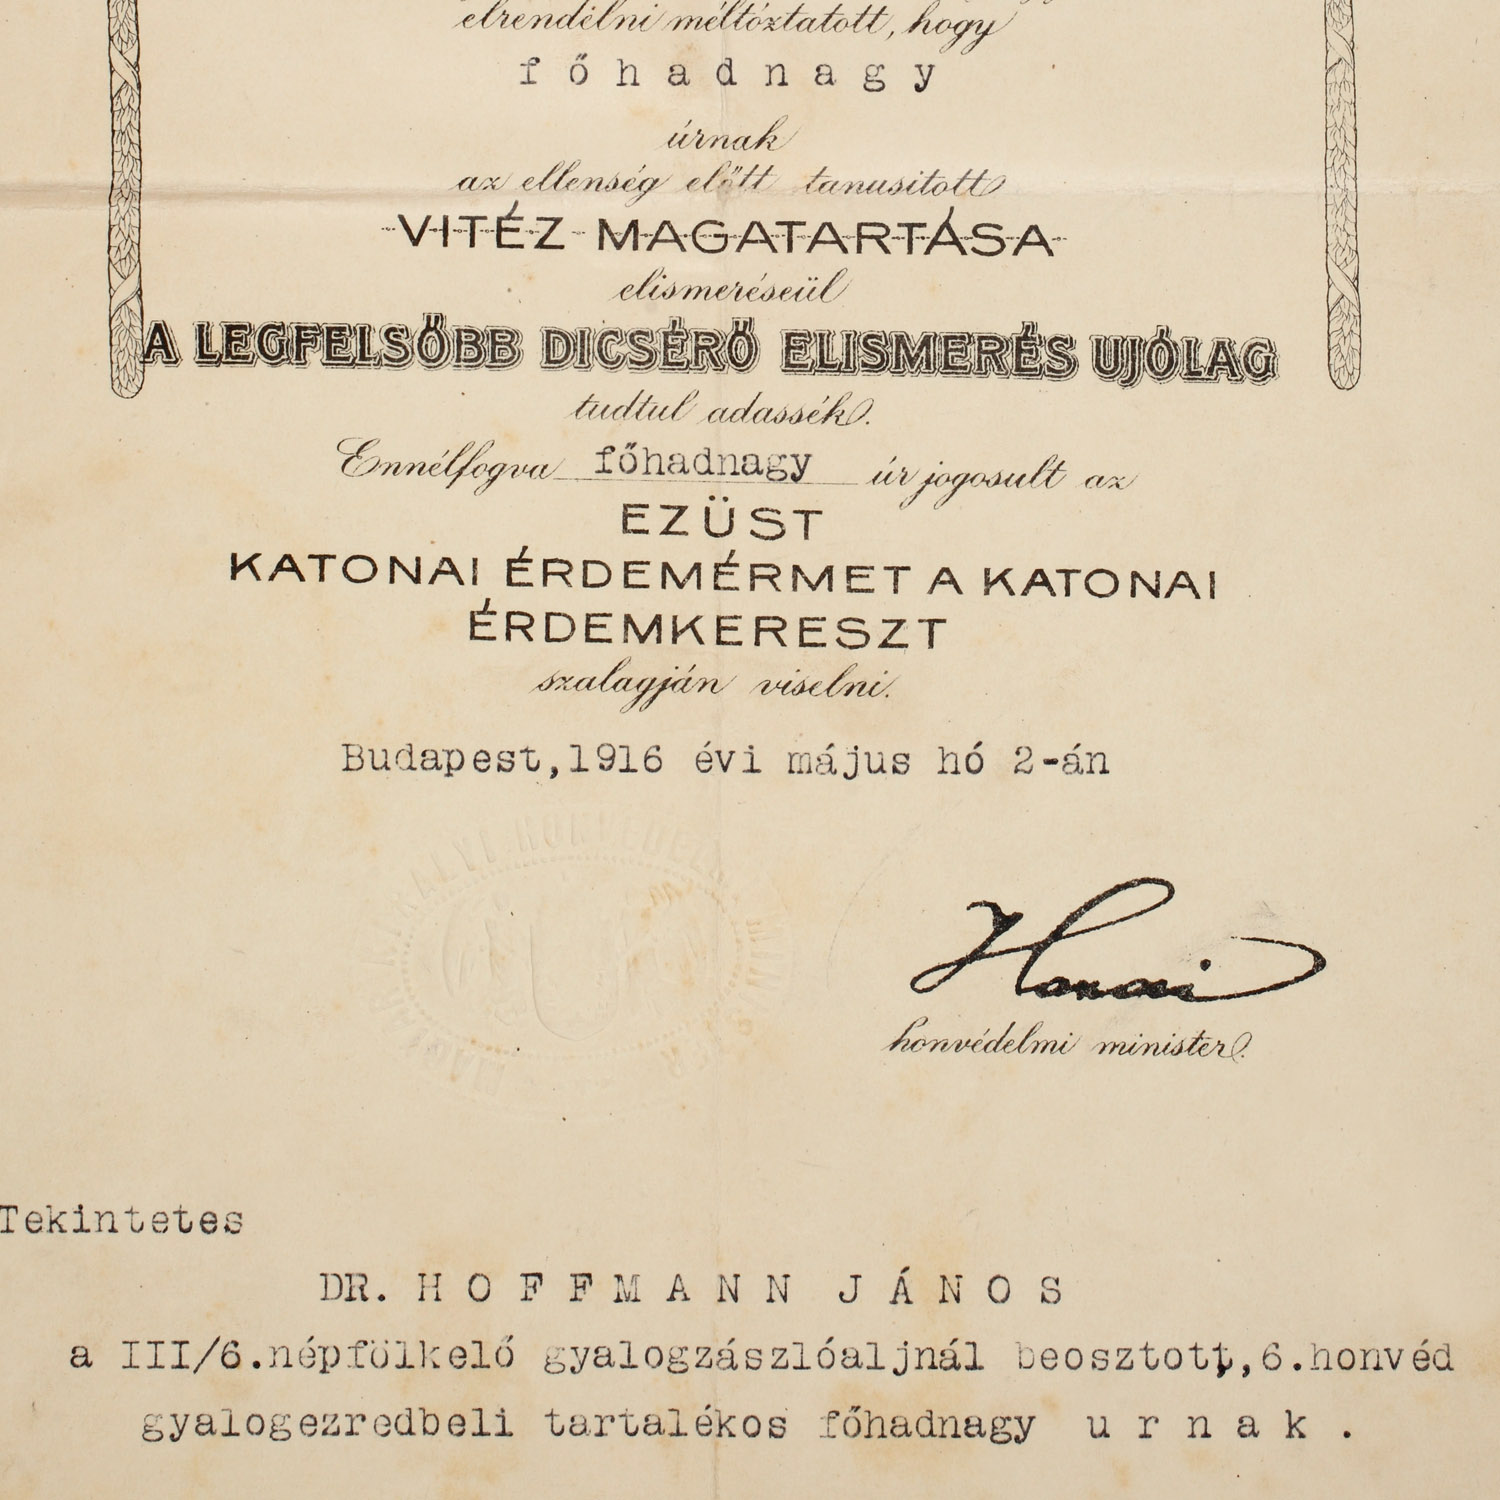 elrendelni méltóztatott, hogy
főhadnagy
úrnak
az ellenség előtt tanusitott
VITÉZ MAGATARTÁSA
elismeréseül
A LEGFELSŐBB DICSÉRŐ ELISMERÉS UJÓLAG
tudtul adassék.
Ennélfogva főhadnagy úr jogosult az
EZÜST
KATONAI ÉRDEMÉRMET A KATONAI
ÉRDEMKERESZT
szalagján viselni.
Budapest,1916 évi május hó 2-án
honvédelmi minister.
Tekintetes
DR. HOFFMANN JÁNOS
a III/6.népfölkelő gyalogzászlóaljnál beosztott,6.honvéd
gyalogezredbeli tartalékos főhadnagy urnak.